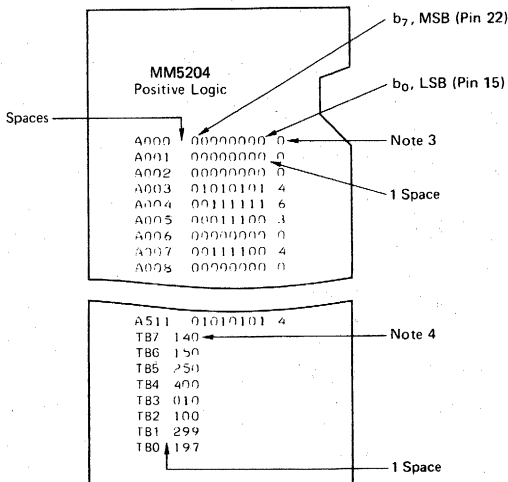 b7, MSB (Pin 22)
MM5204
Positive Logic
b0, LSB (Pin 15)
Spaces
A000 00000000 0
Note 3
A001 00000000 0
A002 00000000 0
A003 01010101 4
1 Space
A004 00111111 6
A005 00011100 3
A006 00000000 0
A007 00111100 4
A008 00000000 0
A511 01010101 4
TB7 140
Note 4
TB6 150
TB5 250
TB4 400
TB3 010
TB2 100
TB1 299
TB0 197
1 Space